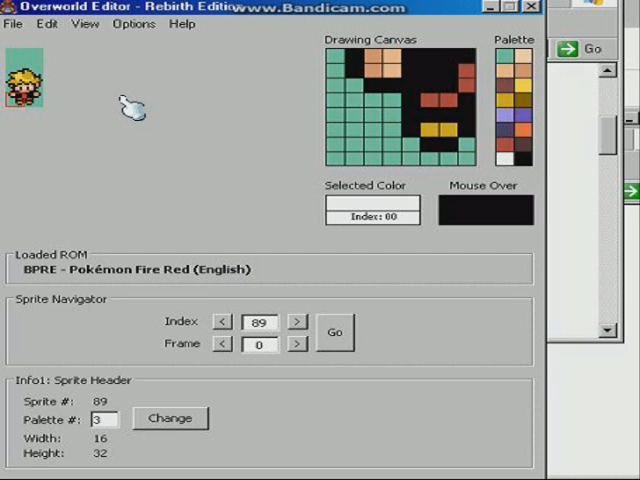 Overworld Editor - Rebirth Edition
www.Bandicam.com
File Edit View Options Help
Drawing Canvas
Palette
Go
Selected Color
Mouse Over
Index: 00
Loaded ROM
BPRE - Pokémon Fire Red (English)
Sprite Navigator
Index < 89 > Go
Frame < 0 >
Info1: Sprite Header
Sprite #: 89
Palette #: 3 Change
Width: 16
Height: 32